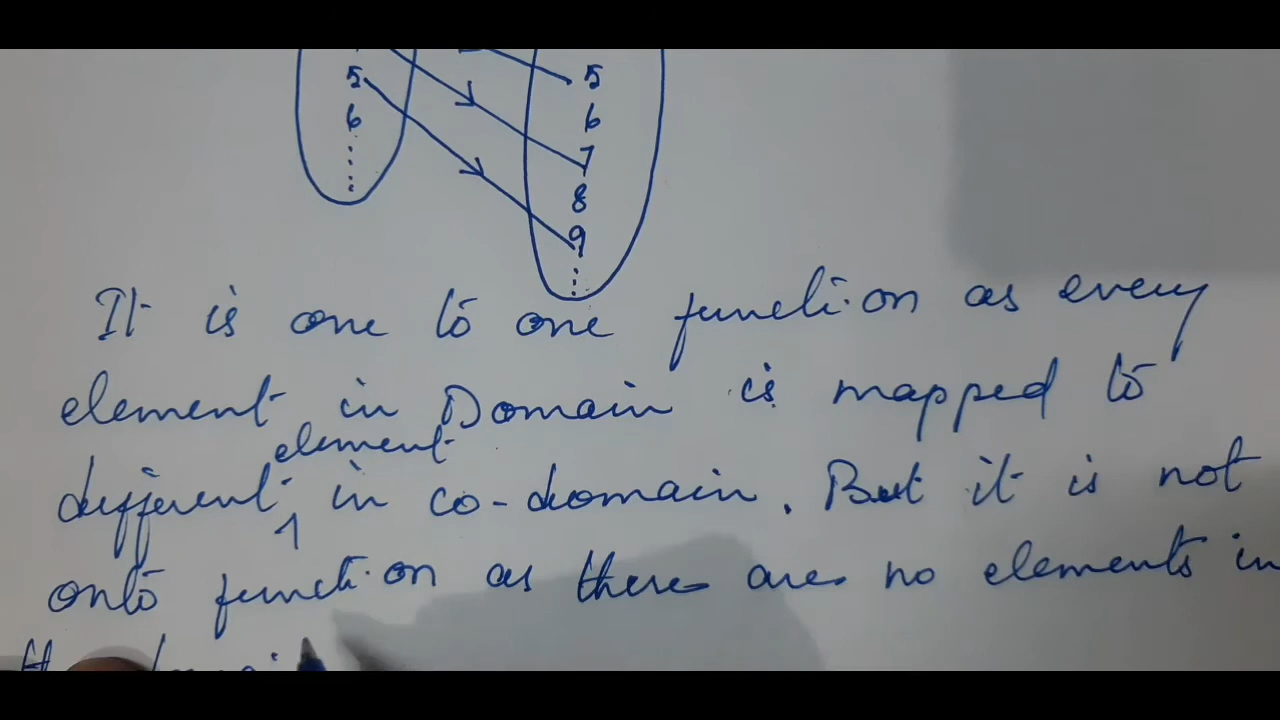 5 5
6 6
7
8
9
It is one to one function as every
element in Domain is mapped to
element
different in co-domain. But it is not
onto function as there are no elements in